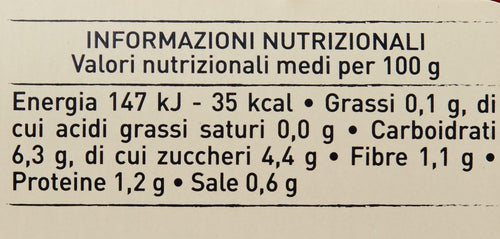 INFORMAZIONI NUTRIZIONALI
Valori nutrizionali medi per 100 g
Energia 147 kJ - 35 kcal • Grassi 0,1 g, di
cui acidi grassi saturi 0,0 g • Carboidrati
6,3 g, di cui zuccheri 4,4 g • Fibre 1,1 g •
Proteine 1,2 g • Sale 0,6 g